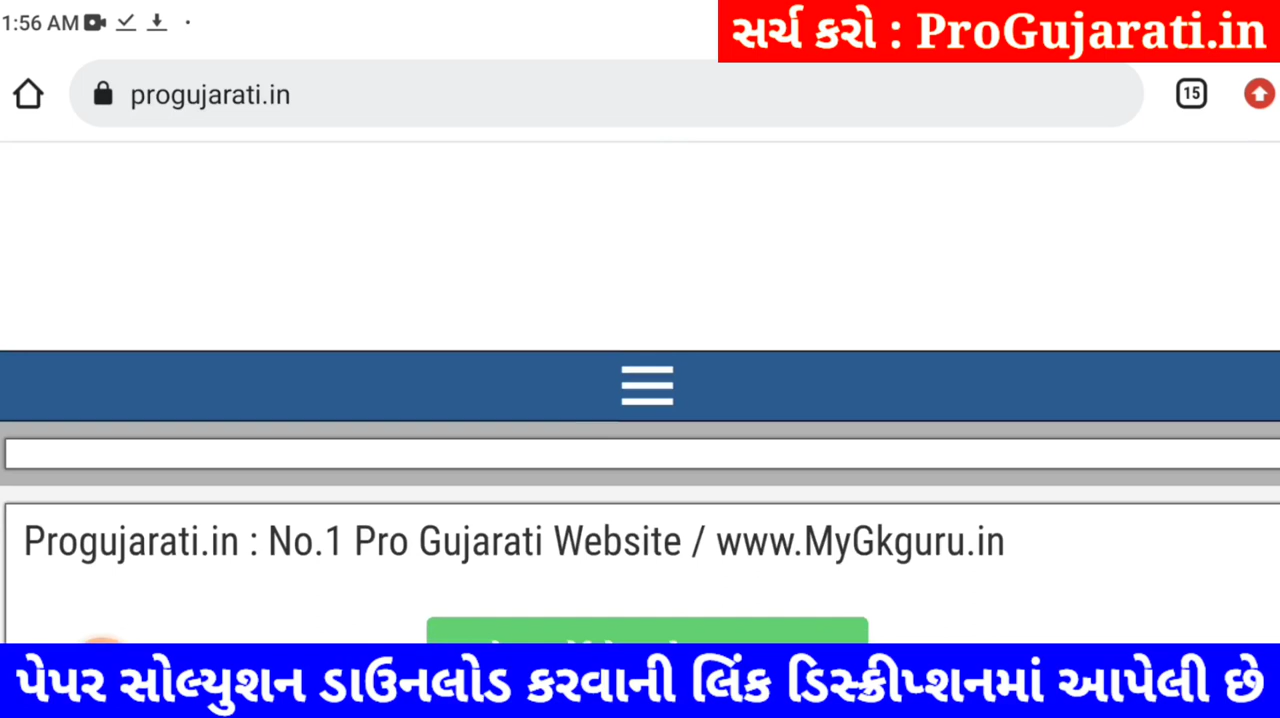 1:56 AM
સર્ચ કરો : ProGujarati.in
progujarati.in
15
Progujarati.in : No.1 Pro Gujarati Website / www.MyGkguru.in
પેપર સોલ્યુશન ડાઉનલોડ કરવાની લિંક ડિસ્ક્રીપ્શનમાં આપેલી છે